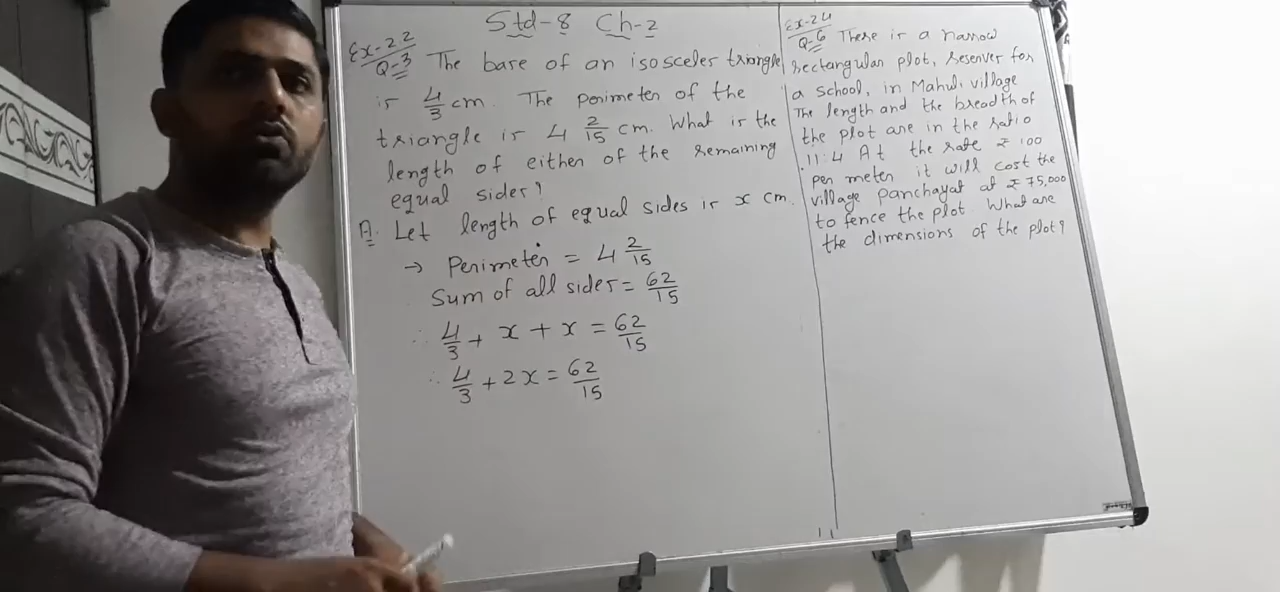 Std-8 Ch-2
Ex-2.2
Q-3
The base of an isosceles triangle
is 4/3 cm. The perimeter of the
triangle is 4 2/15 cm. What is the
length of either of the remaining
equal sides?
A. Let length of equal sides is x cm.
→ Perimeter = 4 2/15
Sum of all sides = 62/15
∴ 4/3 + x + x = 62/15
∴ 4/3 + 2x = 62/15
Ex-2.4
Q-6
There is a narrow
rectangular plot, reserver for
a school, in Mahuli village
The length and the breadth of
the plot are in the ratio
11:4 At the rate ₹ 100
per meter it will cost the
village panchayat at ₹ 75,000
to fence the plot. What are
the dimensions of the plot?